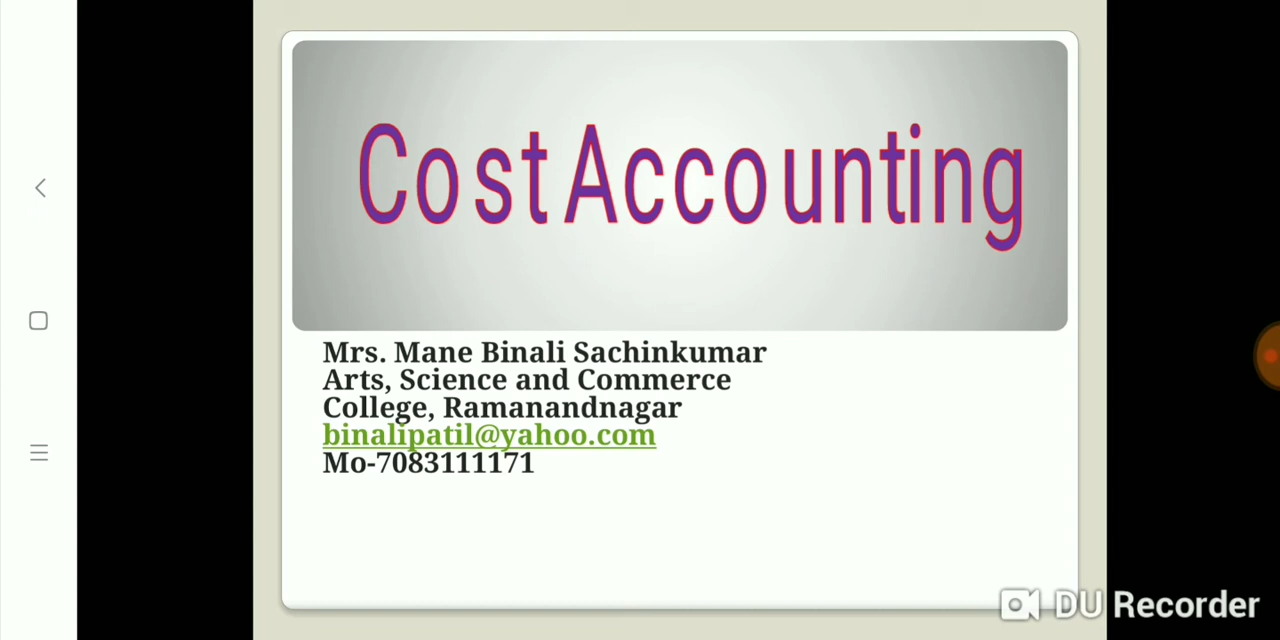 Cost Accounting
Mrs. Mane Binali Sachinkumar
Arts, Science and Commerce
College, Ramanandnagar
binalipatil@yahoo.com
Mo-7083111171
DU Recorder